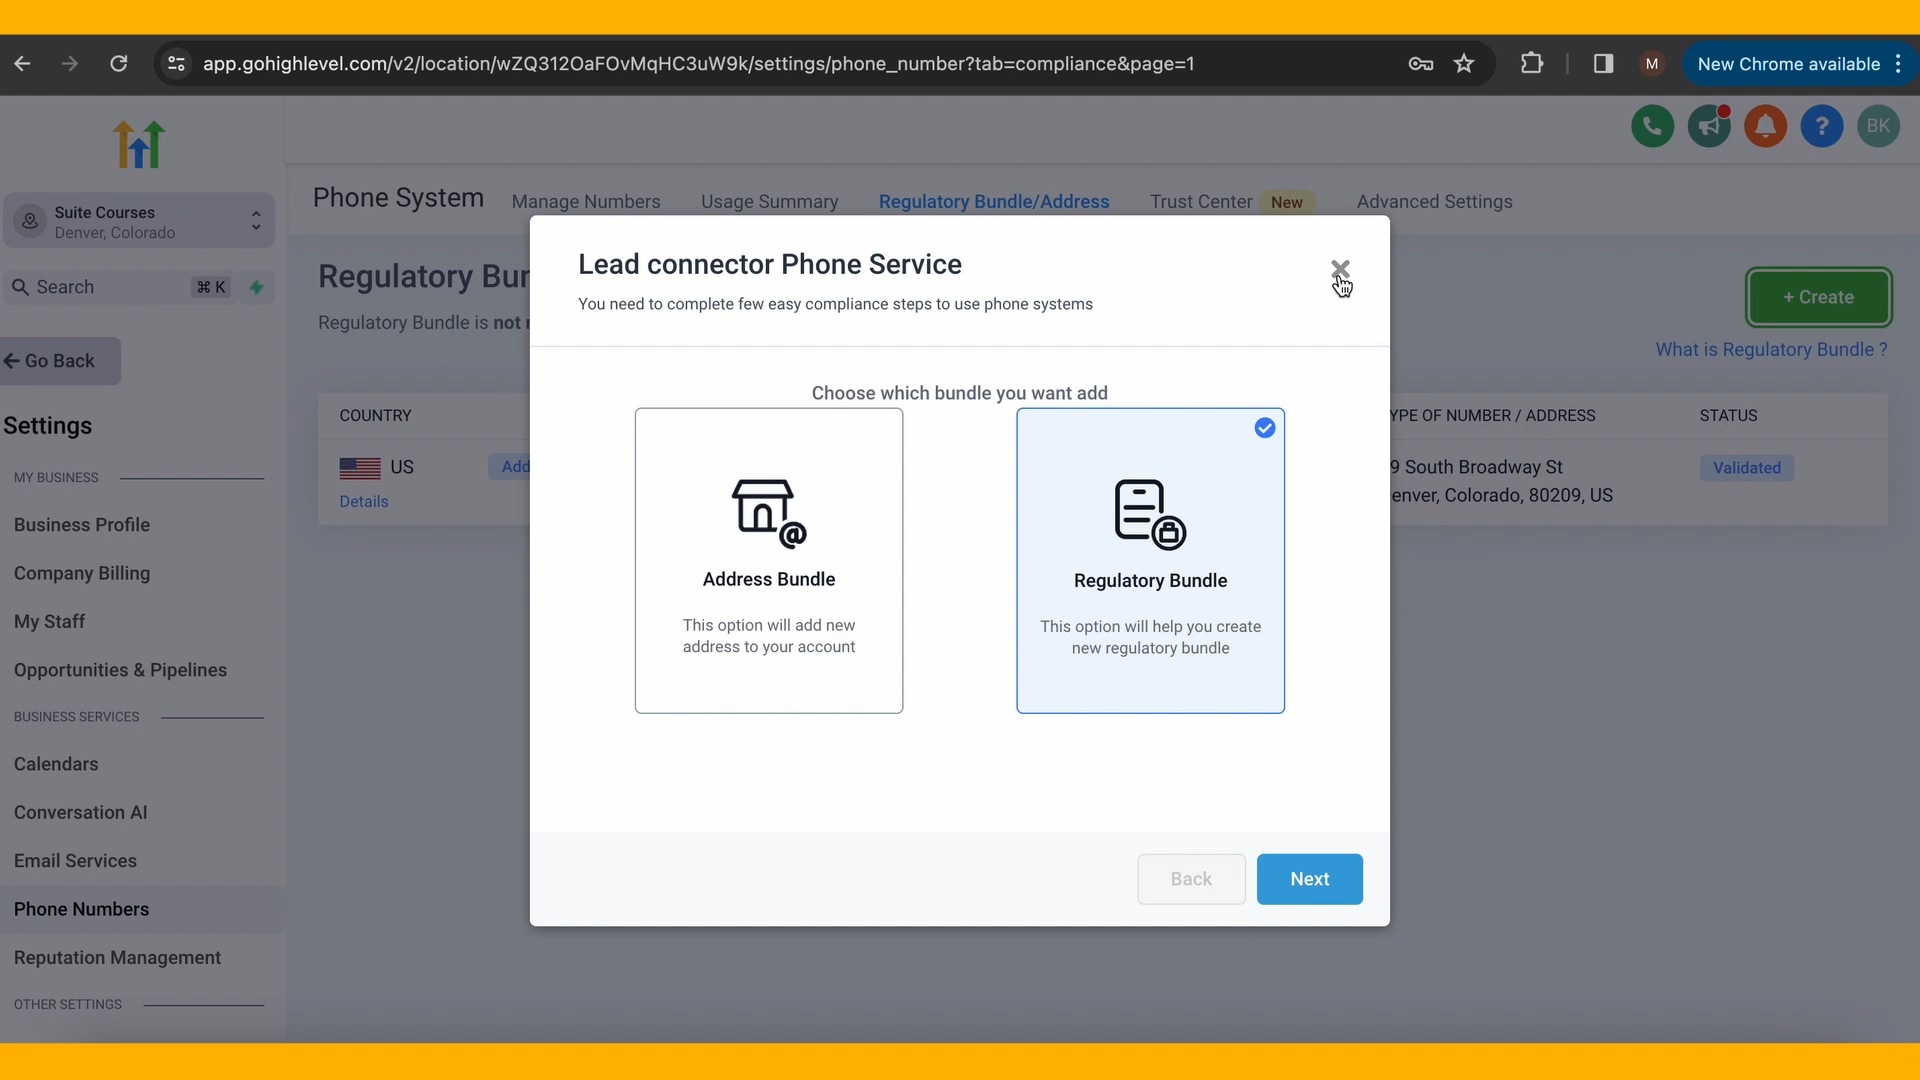 app.gohighlevel.com/v2/location/wZQ312OaFOvMqHC3uW9k/settings/phone_number?tab=compliance&page=1
M
New Chrome available
BK
Suite Courses
Denver, Colorado
Search
⌘ K
Go Back
Settings
MY BUSINESS
Business Profile
Company Billing
My Staff
Opportunities & Pipelines
BUSINESS SERVICES
Calendars
Conversation AI
Email Services
Phone Numbers
Reputation Management
OTHER SETTINGS
Phone System
Manage Numbers
Usage Summary
Regulatory Bundle/Address
Trust Center
New
Advanced Settings
Regulatory Bur
Regulatory Bundle is not
+ Create
What is Regulatory Bundle ?
COUNTRY
YPE OF NUMBER / ADDRESS
STATUS
US
Add
Details
9 South Broadway St
enver, Colorado, 80209, US
Validated
Lead connector Phone Service
You need to complete few easy compliance steps to use phone systems
Choose which bundle you want add
Address Bundle
This option will add new
address to your account
Regulatory Bundle
This option will help you create
new regulatory bundle
Back
Next